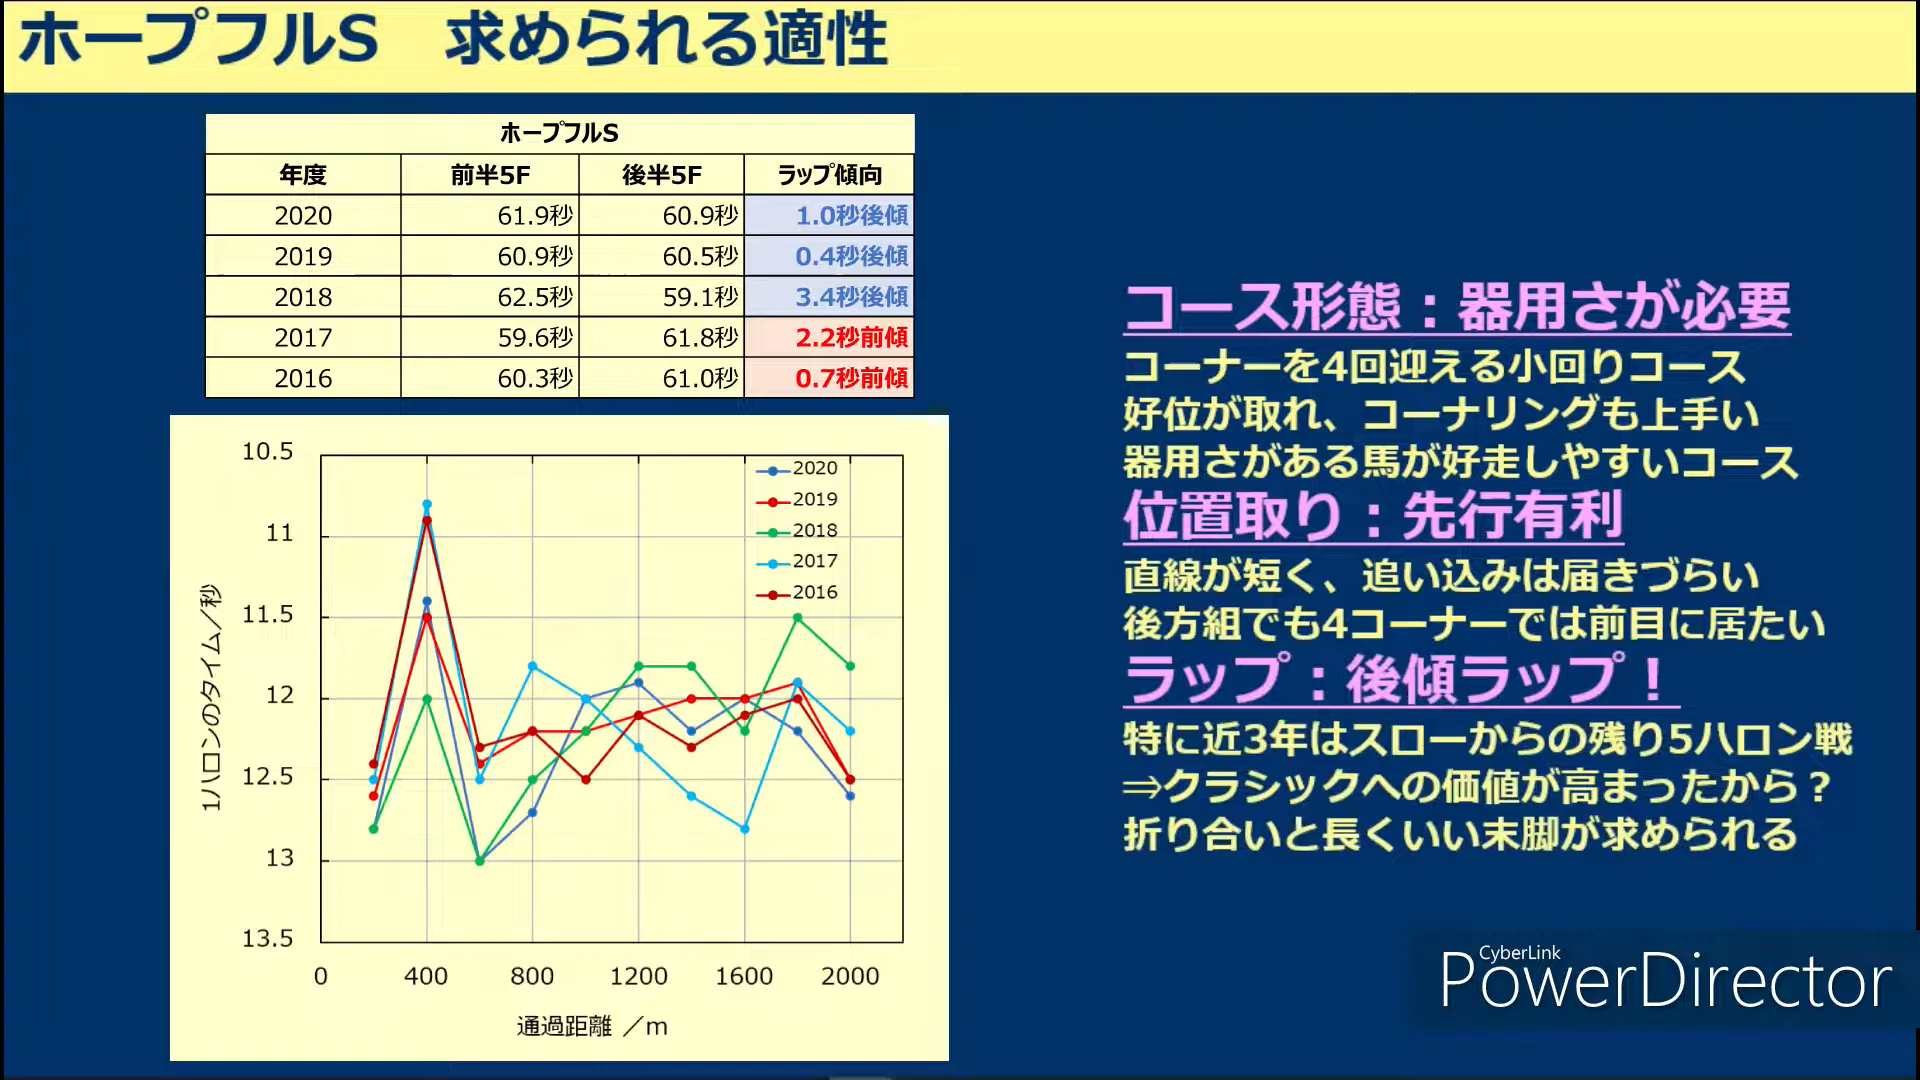 ホープフルS　求められる適性
ホープフルS
年度 前半5F 後半5F ラップ傾向
2020 61.9秒 60.9秒 1.0秒後傾
2019 60.9秒 60.5秒 0.4秒後傾
2018 62.5秒 59.1秒 3.4秒後傾
2017 59.6秒 61.8秒 2.2秒前傾
2016 60.3秒 61.0秒 0.7秒前傾
10.5
11
11.5
12
12.5
13
13.5
1ハロンのタイム／秒
2020
2019
2018
2017
2016
0 400 800 1200 1600 2000
通過距離 ／m
コース形態：器用さが必要
コーナーを4回迎える小回りコース
好位が取れ、コーナリングも上手い
器用さがある馬が好走しやすいコース
位置取り：先行有利
直線が短く、追い込みは届きづらい
後方組でも4コーナーでは前目に居たい
ラップ：後傾ラップ！
特に近3年はスローからの残り5ハロン戦
⇒クラシックへの価値が高まったから？
折り合いと長くいい末脚が求められる
CyberLink
PowerDirector